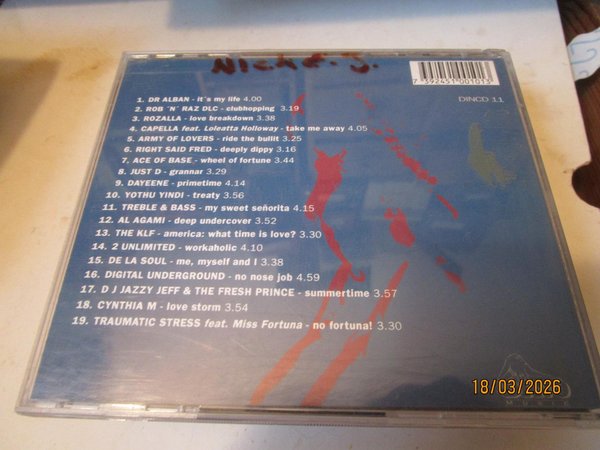 NICKE.J.
7 392451 001015
DINCD 11
1. DR ALBAN - it's my life 4.00
2. ROB 'N' RAZ DLC - clubhopping 3.19
3. ROZALLA - love breakdown 3.38
4. CAPELLA feat. Loleatta Holloway - take me away 4.05
5. ARMY OF LOVERS - ride the bullit 3.25
6. RIGHT SAID FRED - deeply dippy 3.16
7. ACE OF BASE - wheel of fortune 3.44
8. JUST D - grannar 3.29
9. DAYEENE - primetime 4.14
10. YOTHU YINDI - treaty 3.56
11. TREBLE & BASS - my sweet señorita 4.15
12. AL AGAMI - deep undercover 3.52
13. THE KLF - america: what time is love? 3.30
14. 2 UNLIMITED - workaholic 4.10
15. DE LA SOUL - me, myself and I 3.38
16. DIGITAL UNDERGROUND - no nose job 4.59
17. D J JAZZY JEFF & THE FRESH PRINCE - summertime 3.57
18. CYNTHIA M - love storm 3.54
19. TRAUMATIC STRESS feat. Miss Fortuna - no fortuna! 3.30
18/03/2026
MUSIC